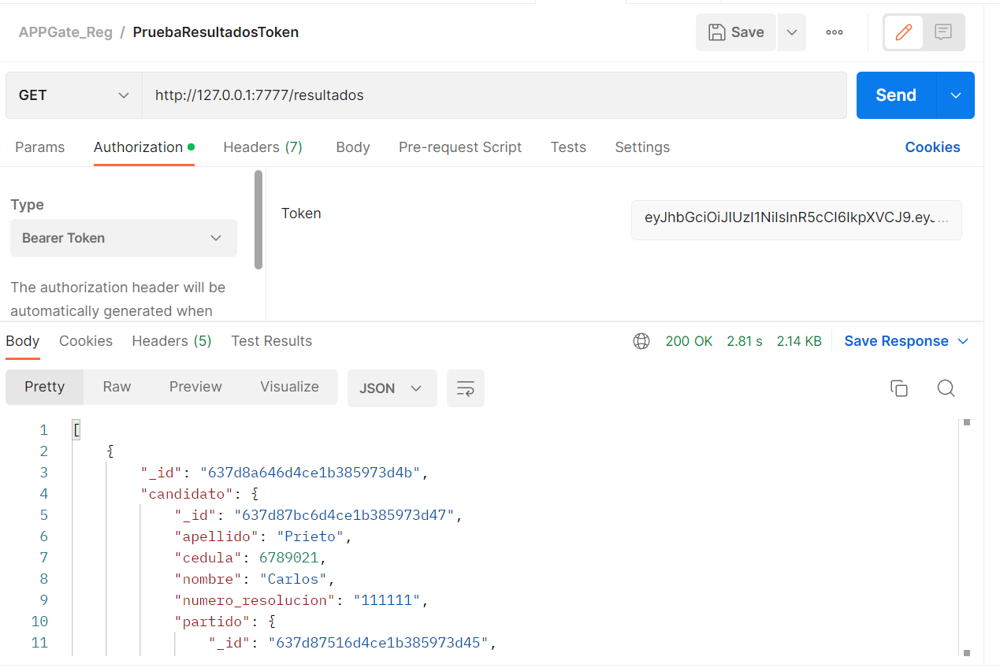 APPGate_Reg / PruebaResultadosToken
Save
GET
http://127.0.0.1:7777/resultados
Send
Params Authorization Headers (7) Body Pre-request Script Tests Settings Cookies
Type
Bearer Token
The authorization header will be
automatically generated when
Token
eyJhbGciOiJIUzI1NiIsInR5cCI6IkpXVCJ9.eyJ...
Body Cookies Headers (5) Test Results
200 OK 2.81 s 2.14 KB Save Response
Pretty Raw Preview Visualize JSON
1 [
2 {
3 "_id": "637d8a646d4ce1b385973d4b",
4 "candidato": {
5 "_id": "637d87bc6d4ce1b385973d47",
6 "apellido": "Prieto",
7 "cedula": 6789021,
8 "nombre": "Carlos",
9 "numero_resolucion": "111111",
10 "partido": {
11 "_id": "637d87516d4ce1b385973d45",